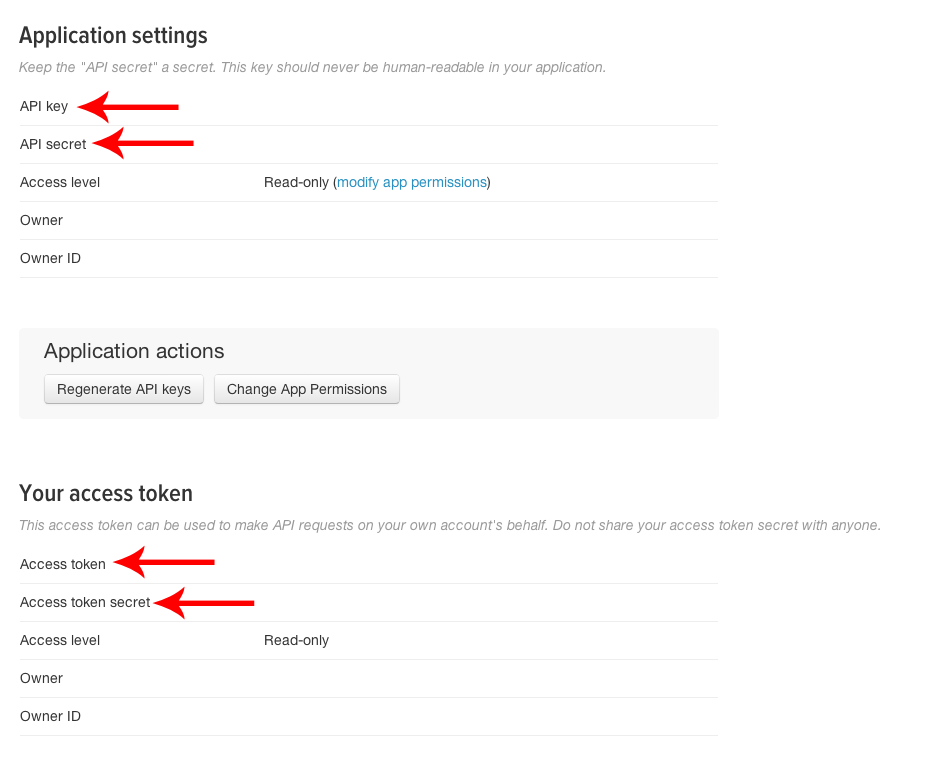 Application settings
Keep the "API secret" a secret. This key should never be human-readable in your application.
API key
API secret
Access level Read-only (modify app permissions)
Owner
Owner ID
Application actions
Regenerate API keys Change App Permissions
Your access token
This access token can be used to make API requests on your own account's behalf. Do not share your access token secret with anyone.
Access token
Access token secret
Access level Read-only
Owner
Owner ID